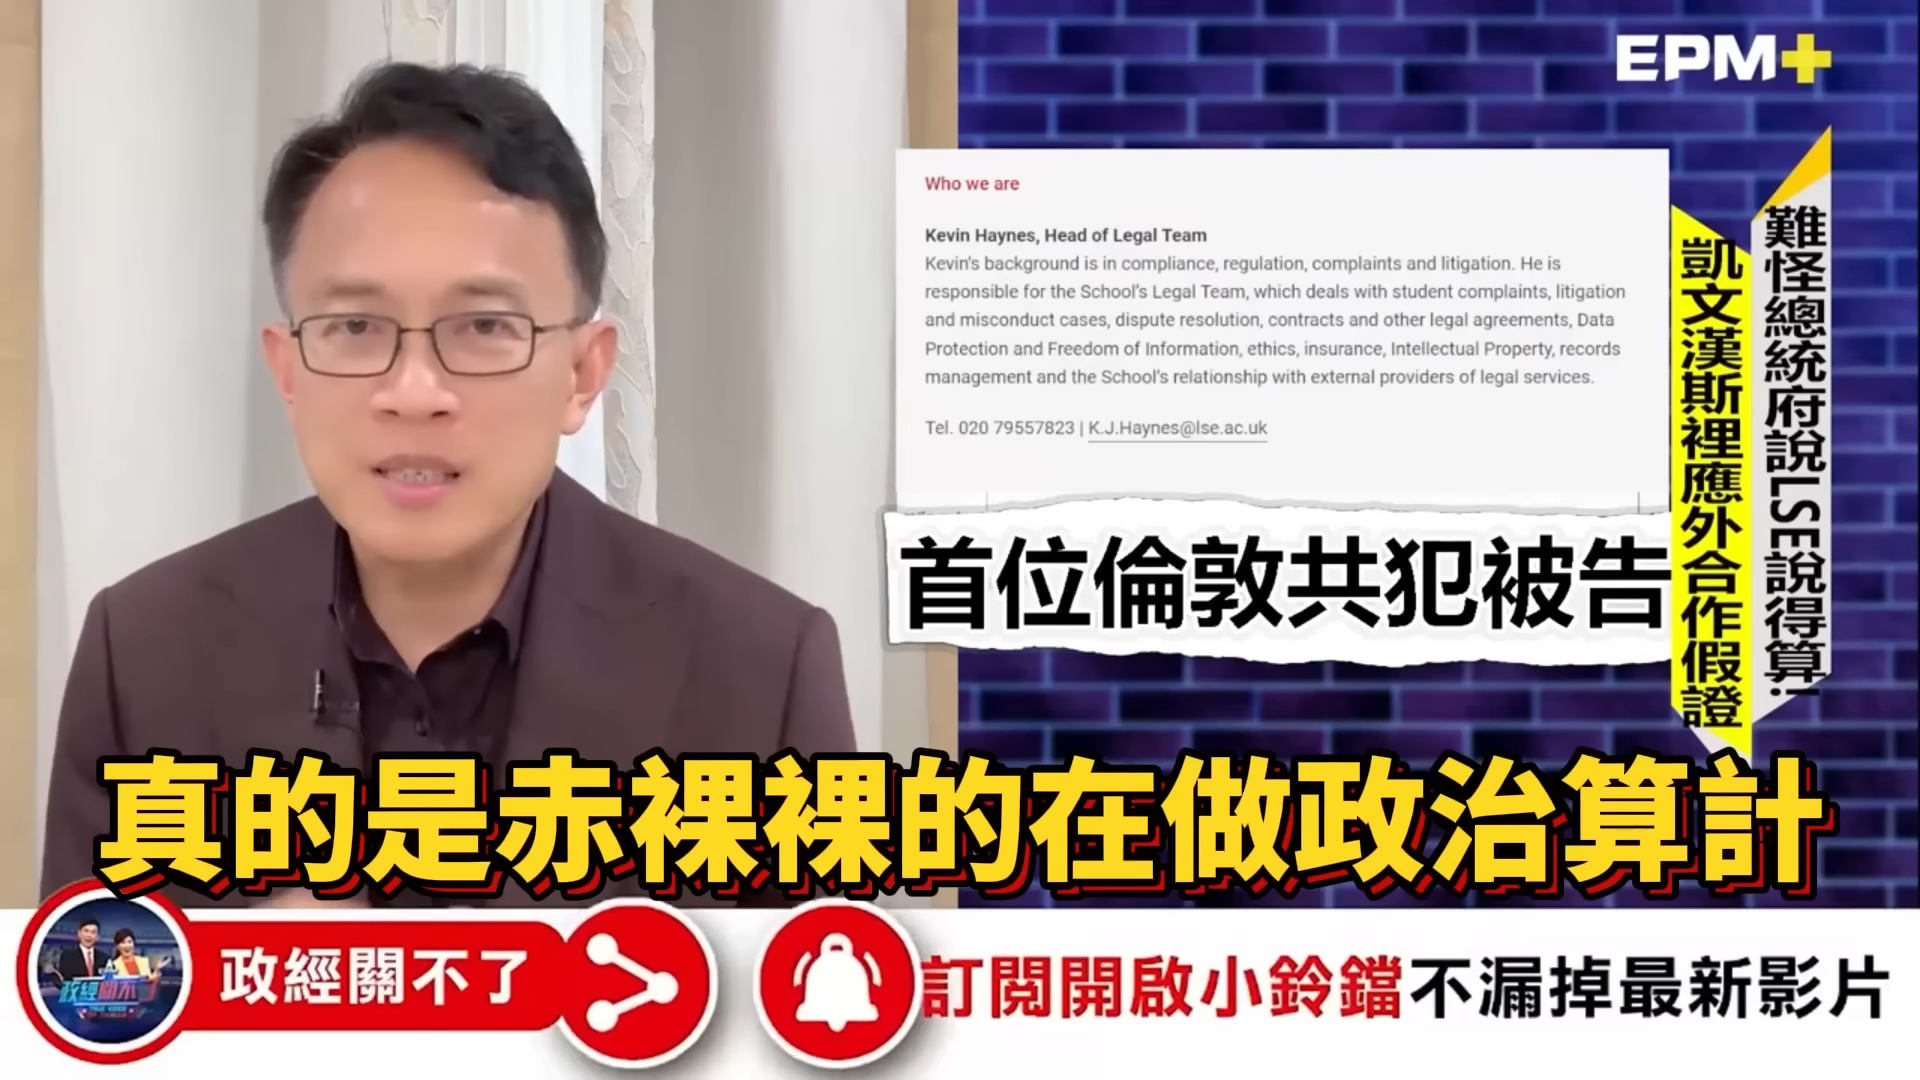 EPM+
Who we are
Kevin Haynes, Head of Legal Team
Kevin's background is in compliance, regulation, complaints and litigation. He is
responsible for the School's Legal Team, which deals with student complaints, litigation
and misconduct cases, dispute resolution, contracts and other legal agreements, Data
Protection and Freedom of Information, ethics, insurance, Intellectual Property, records
management and the School's relationship with external providers of legal services.
Tel. 020 79557823 | K.J.Haynes@lse.ac.uk
難怪總統府說LSE說得算!
凱文漢斯裡應外合作假證
首位倫敦共犯被告
真的是赤裸裸的在做政治算計
政經關不了
政經關不了
訂閱開啟小鈴鐺不漏掉最新影片